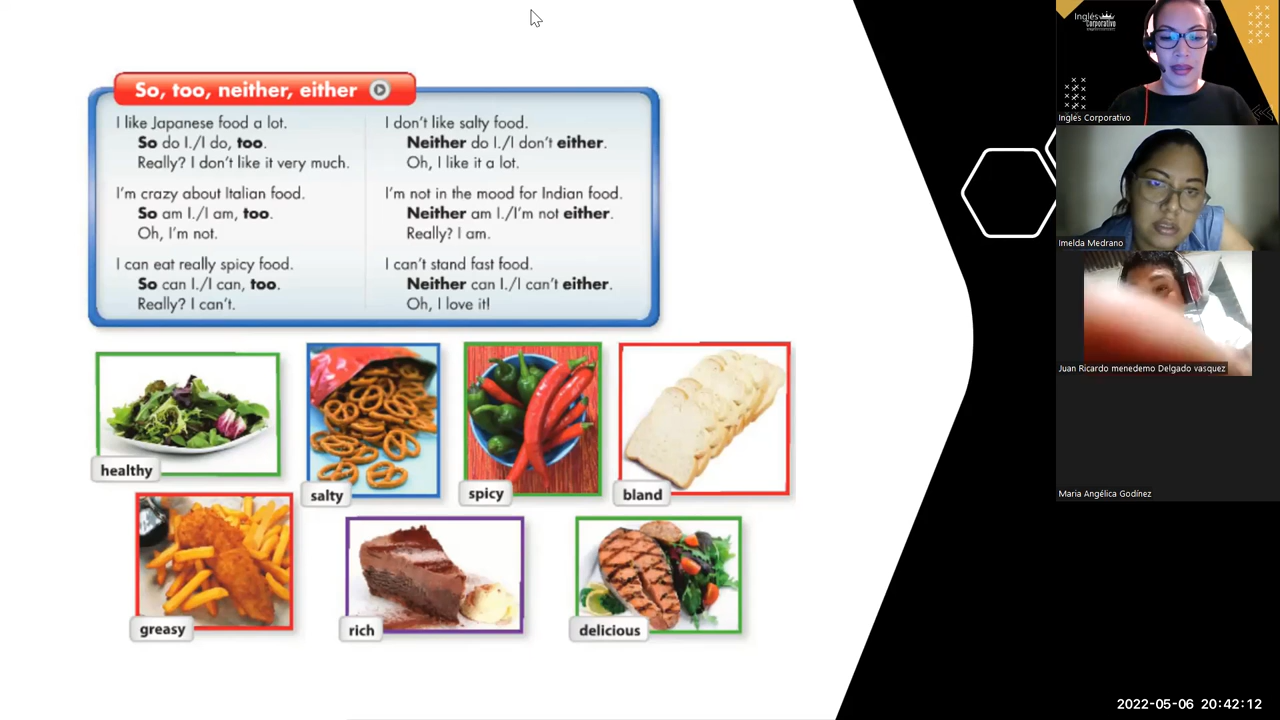 So, too, neither, either
I like Japanese food a lot.
So do I./I do, too.
Really? I don't like it very much.
I'm crazy about Italian food.
So am I./I am, too.
Oh, I'm not.
I can eat really spicy food.
So can I./I can, too.
Really? I can't.
I don't like salty food.
Neither do I./I don't either.
Oh, I like it a lot.
I'm not in the mood for Indian food.
Neither am I./I'm not either.
Really? I am.
I can't stand fast food.
Neither can I./I can't either.
Oh, I love it!
healthy
salty
spicy
bland
greasy
rich
delicious
Inglés
Corporativo
Inglés Corporativo
Imelda Medrano
Juan Ricardo menedemo Delgado vasquez
Maria Angélica Godínez
2022-05-06 20:42:12